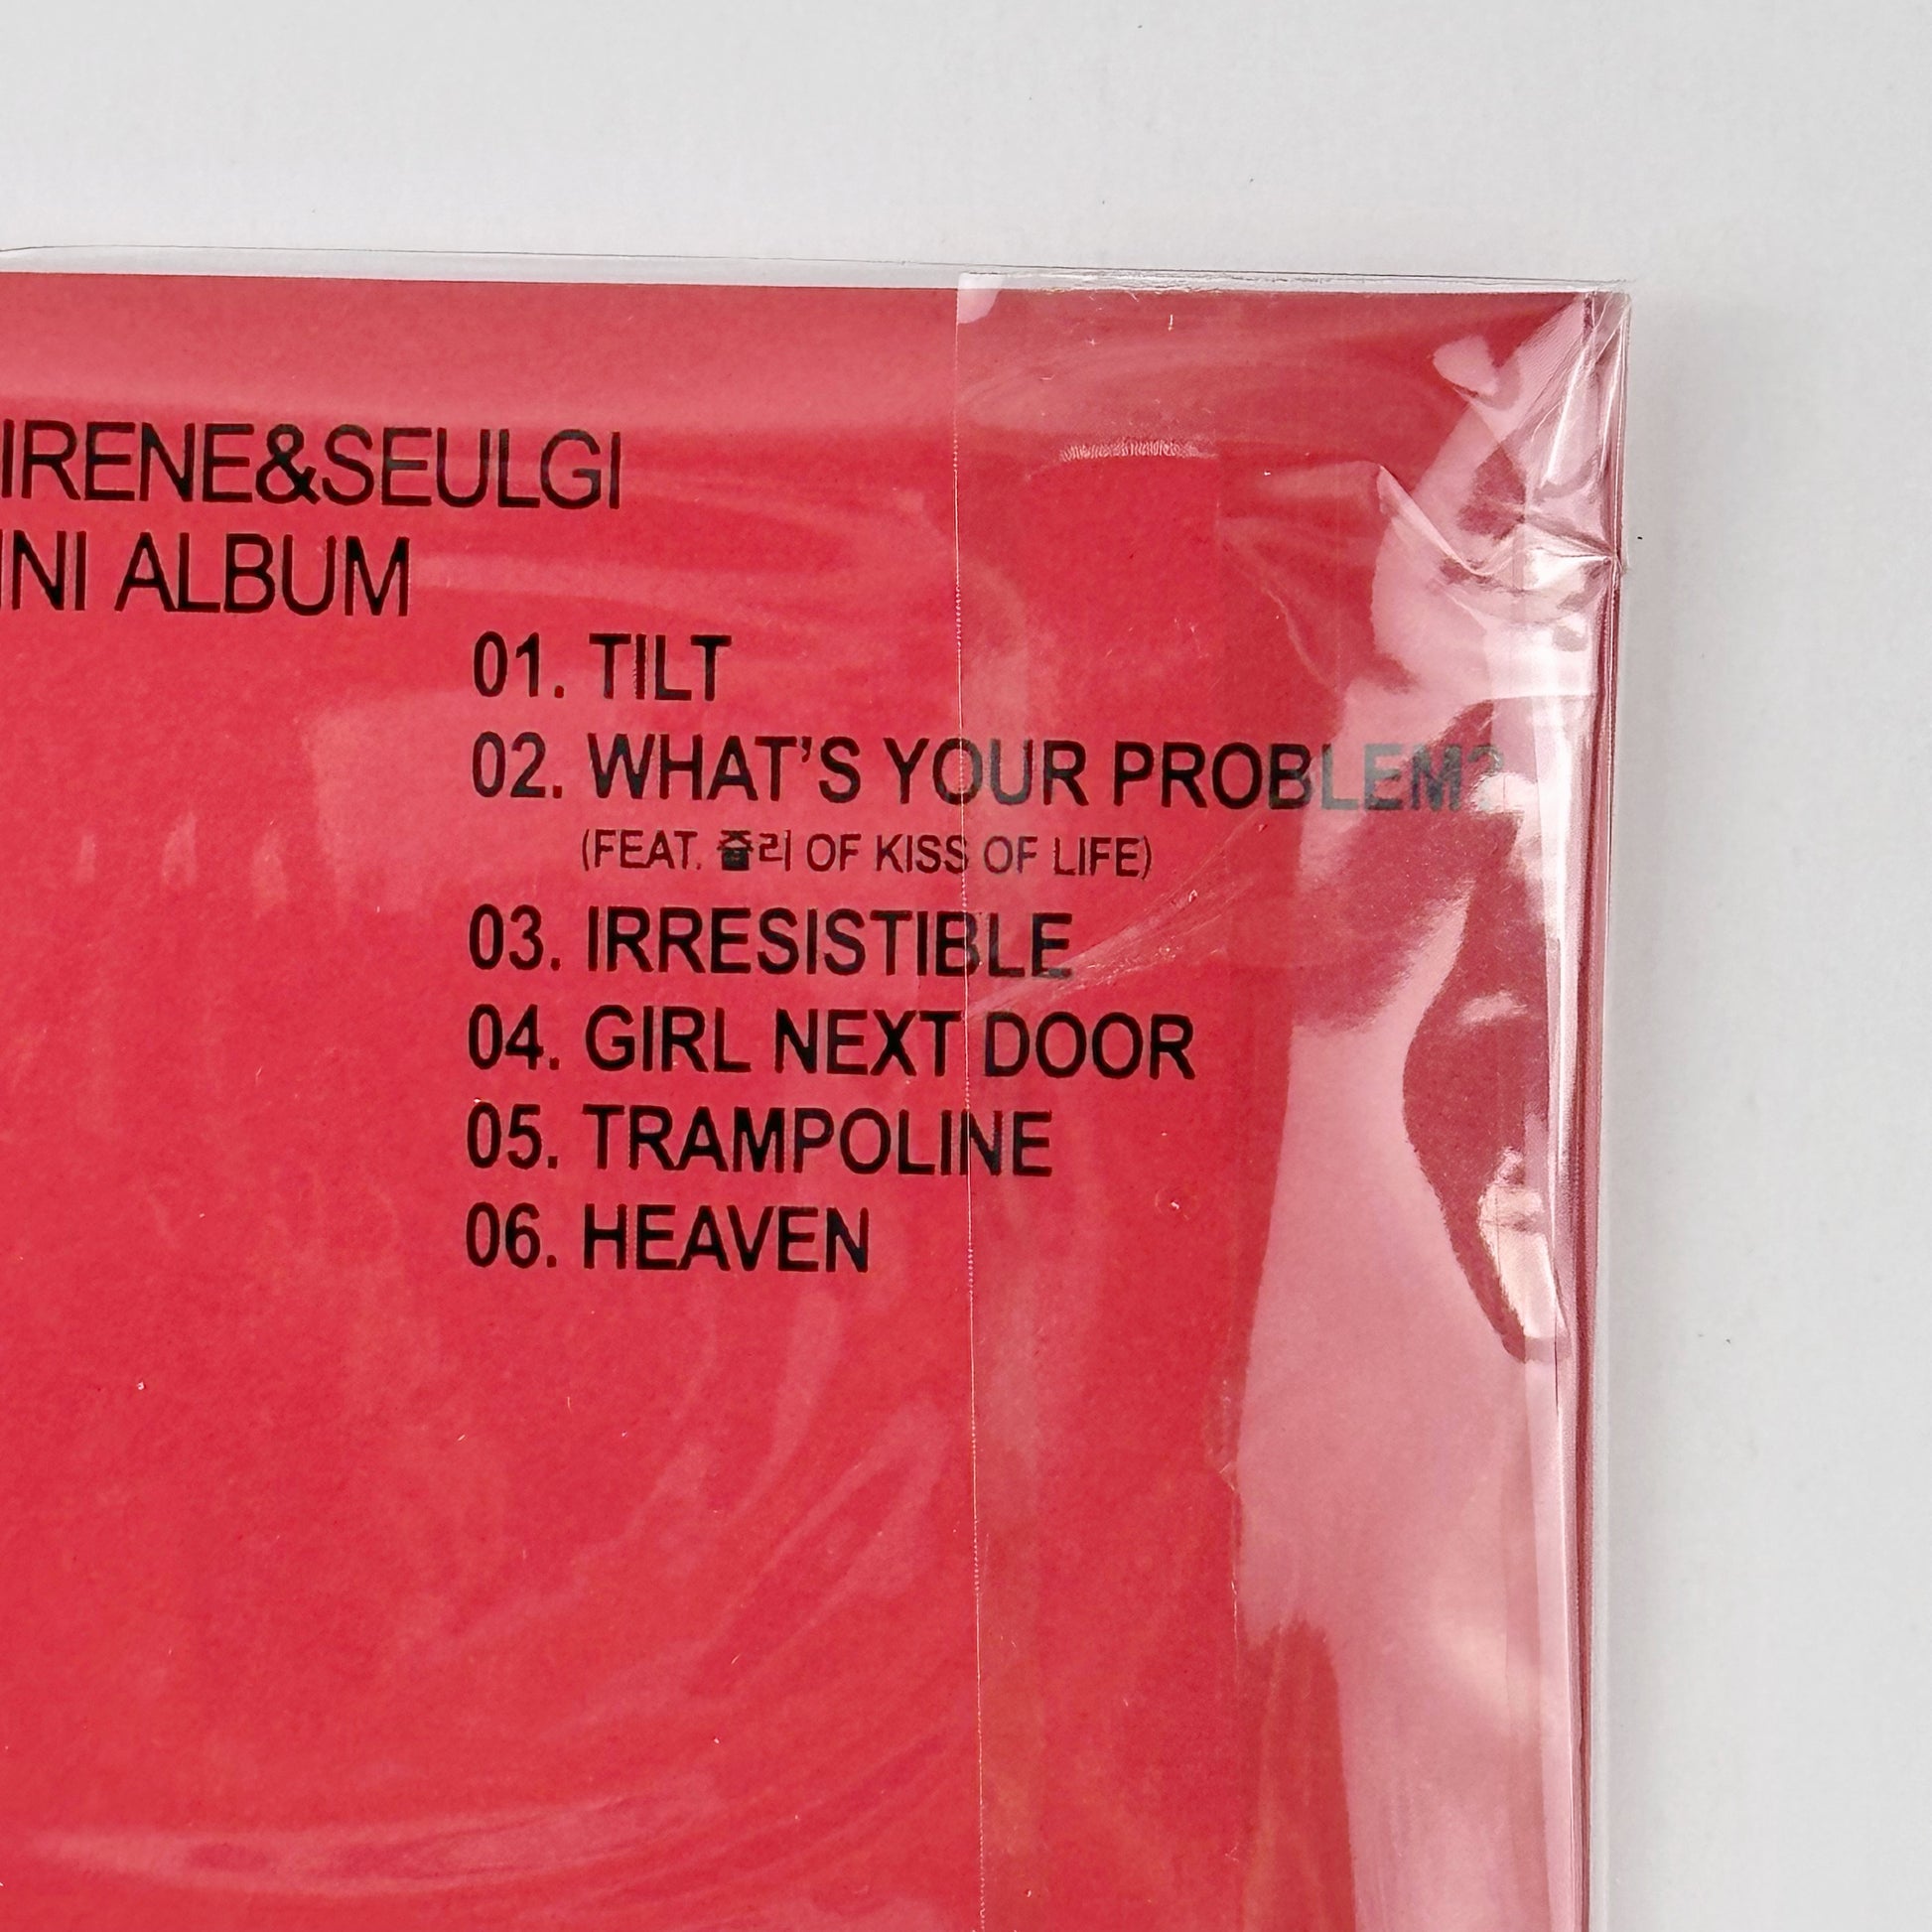 IRENE&SEULGI
INI ALBUM
01. TILT
02. WHAT'S YOUR PROBLEM?
(FEAT. 쥴리 OF KISS OF LIFE)
03. IRRESISTIBLE
04. GIRL NEXT DOOR
05. TRAMPOLINE
06. HEAVEN